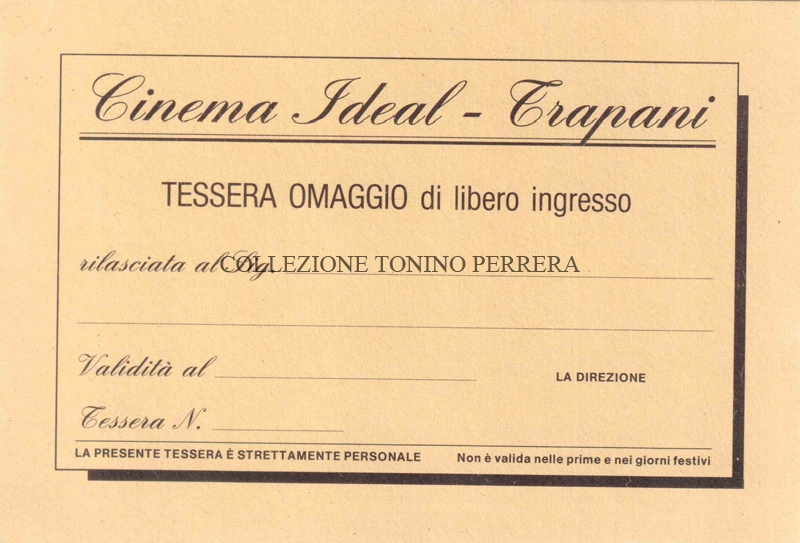 Cinema Ideal - Trapani
TESSERA OMAGGIO di libero ingresso
rilasciata al Sig.
COLLEZIONE TONINO PERRERA
Validità al
LA DIREZIONE
Tessera N.
LA PRESENTE TESSERA È STRETTAMENTE PERSONALE
Non è valida nelle prime e nei giorni festivi